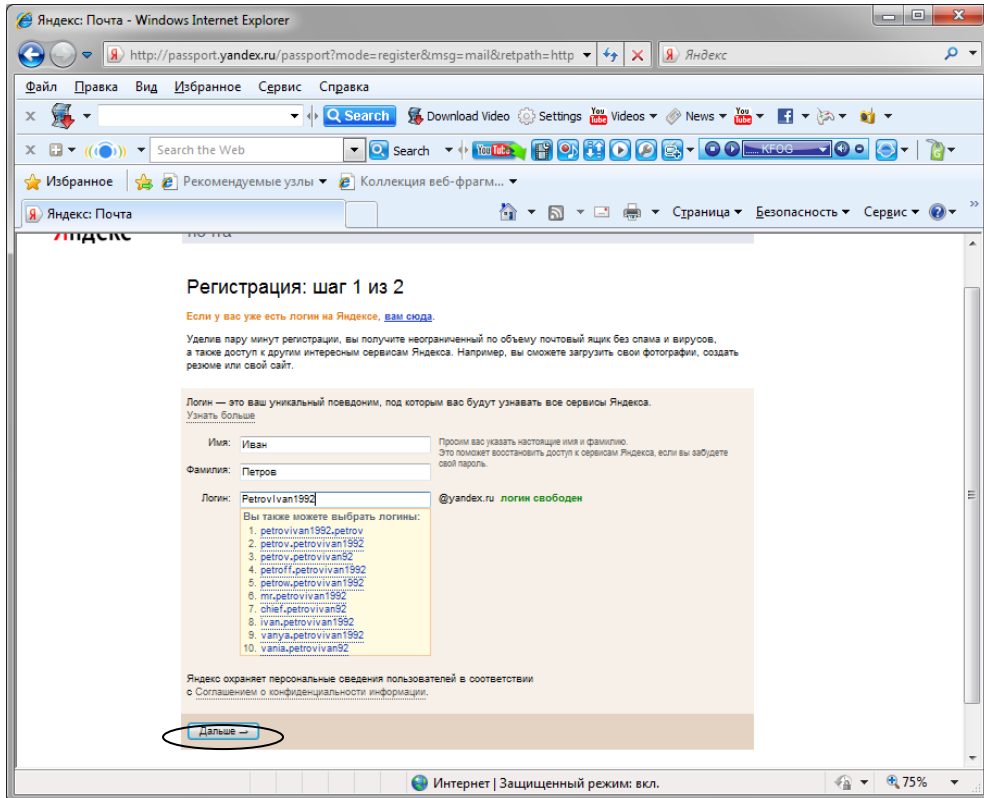 Яндекс: Почта - Windows Internet Explorer
http://passport.yandex.ru/passport?mode=register&msg=mail&retpath=http
Яндекс
Файл Правка Вид Избранное Сервис Справка
Search Download Video Settings You Tube Videos News You Tube
Search the Web Search You Tube KFOG
Избранное Рекомендуемые узлы Коллекция веб-фрагм...
Яндекс: Почта Страница Безопасность Сервис
Яндекс почта
Регистрация: шаг 1 из 2
Если у вас уже есть логин на Яндексе, вам сюда.
Уделив пару минут регистрации, вы получите неограниченный по объему почтовый ящик без спама и вирусов,
а также доступ к другим интересным сервисам Яндекса. Например, вы сможете загрузить свои фотографии, создать
резюме или свой сайт.
Логин — это ваш уникальный псевдоним, под которым вас будут узнавать все сервисы Яндекса.
Узнать больше
Имя: Иван
Просим вас указать настоящие имя и фамилию.
Это поможет восстановить доступ к сервисам Яндекса, если вы забудете
свой пароль.
Фамилия: Петров
Логин: PetrovIvan1992 @yandex.ru логин свободен
Вы также можете выбрать логины:
1. petrovivan1992.petrov
2. petrov.petrovivan1992
3. petrov.petrovivan92
4. petroff.petrovivan1992
5. petrow.petrovivan1992
6. mr.petrovivan1992
7. chief.petrovivan92
8. ivan.petrovivan1992
9. vanya.petrovivan1992
10. vania.petrovivan92
Яндекс охраняет персональные сведения пользователей в соответствии
с Соглашением о конфиденциальности информации.
Дальше →
Интернет | Защищенный режим: вкл. 75%